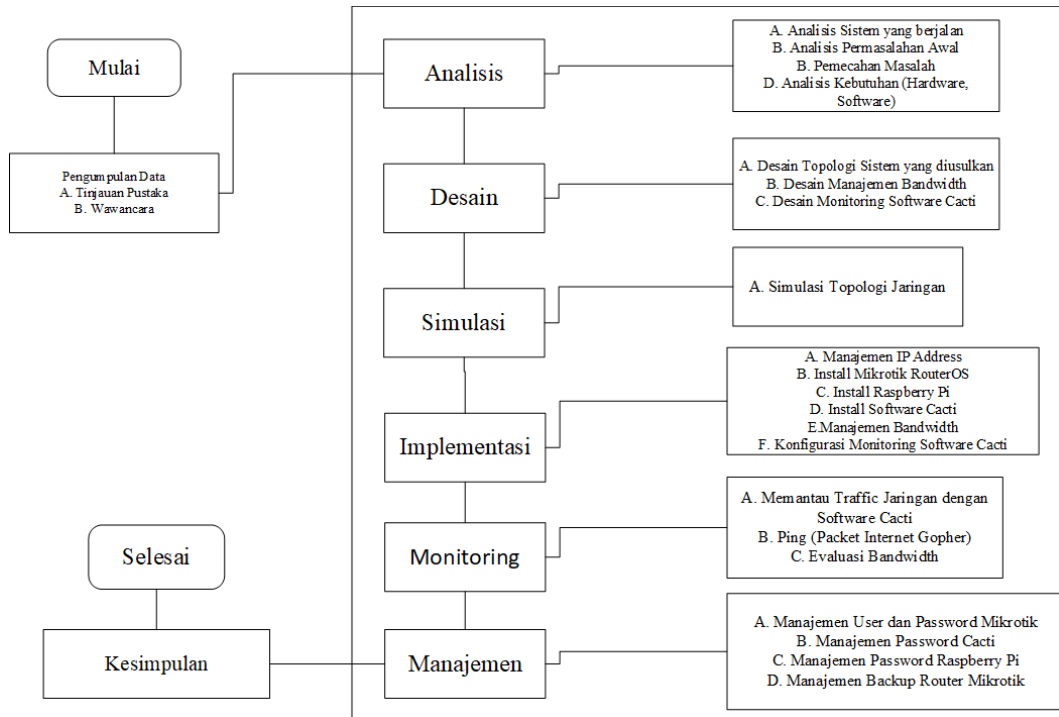 Mulai
Pengumpulan Data
A. Tinjauan Pustaka
B. Wawancara
Analisis
A. Analisis Sistem yang berjalan
B. Analisis Permasalahan Awal
B. Pemecahan Masalah
D. Analisis Kebutuhan (Hardware,
Software)
Desain
A. Desain Topologi Sistem yang diusulkan
B. Desain Manajemen Bandwidth
C. Desain Monitoring Software Cacti
Simulasi
A. Simulasi Topologi Jaringan
Implementasi
A. Manajemen IP Address
B. Install Mikrotik RouterOS
C. Install Raspberry Pi
D. Install Software Cacti
E.Manajemen Bandwidth
F. Konfigurasi Monitoring Software Cacti
Monitoring
A. Memantau Traffic Jaringan dengan
Software Cacti
B. Ping (Packet Internet Gopher)
C. Evaluasi Bandwidth
Manajemen
A. Manajemen User dan Password Mikrotik
B. Manajemen Password Cacti
C. Manajemen Password Raspberry Pi
D. Manajemen Backup Router Mikrotik
Kesimpulan
Selesai